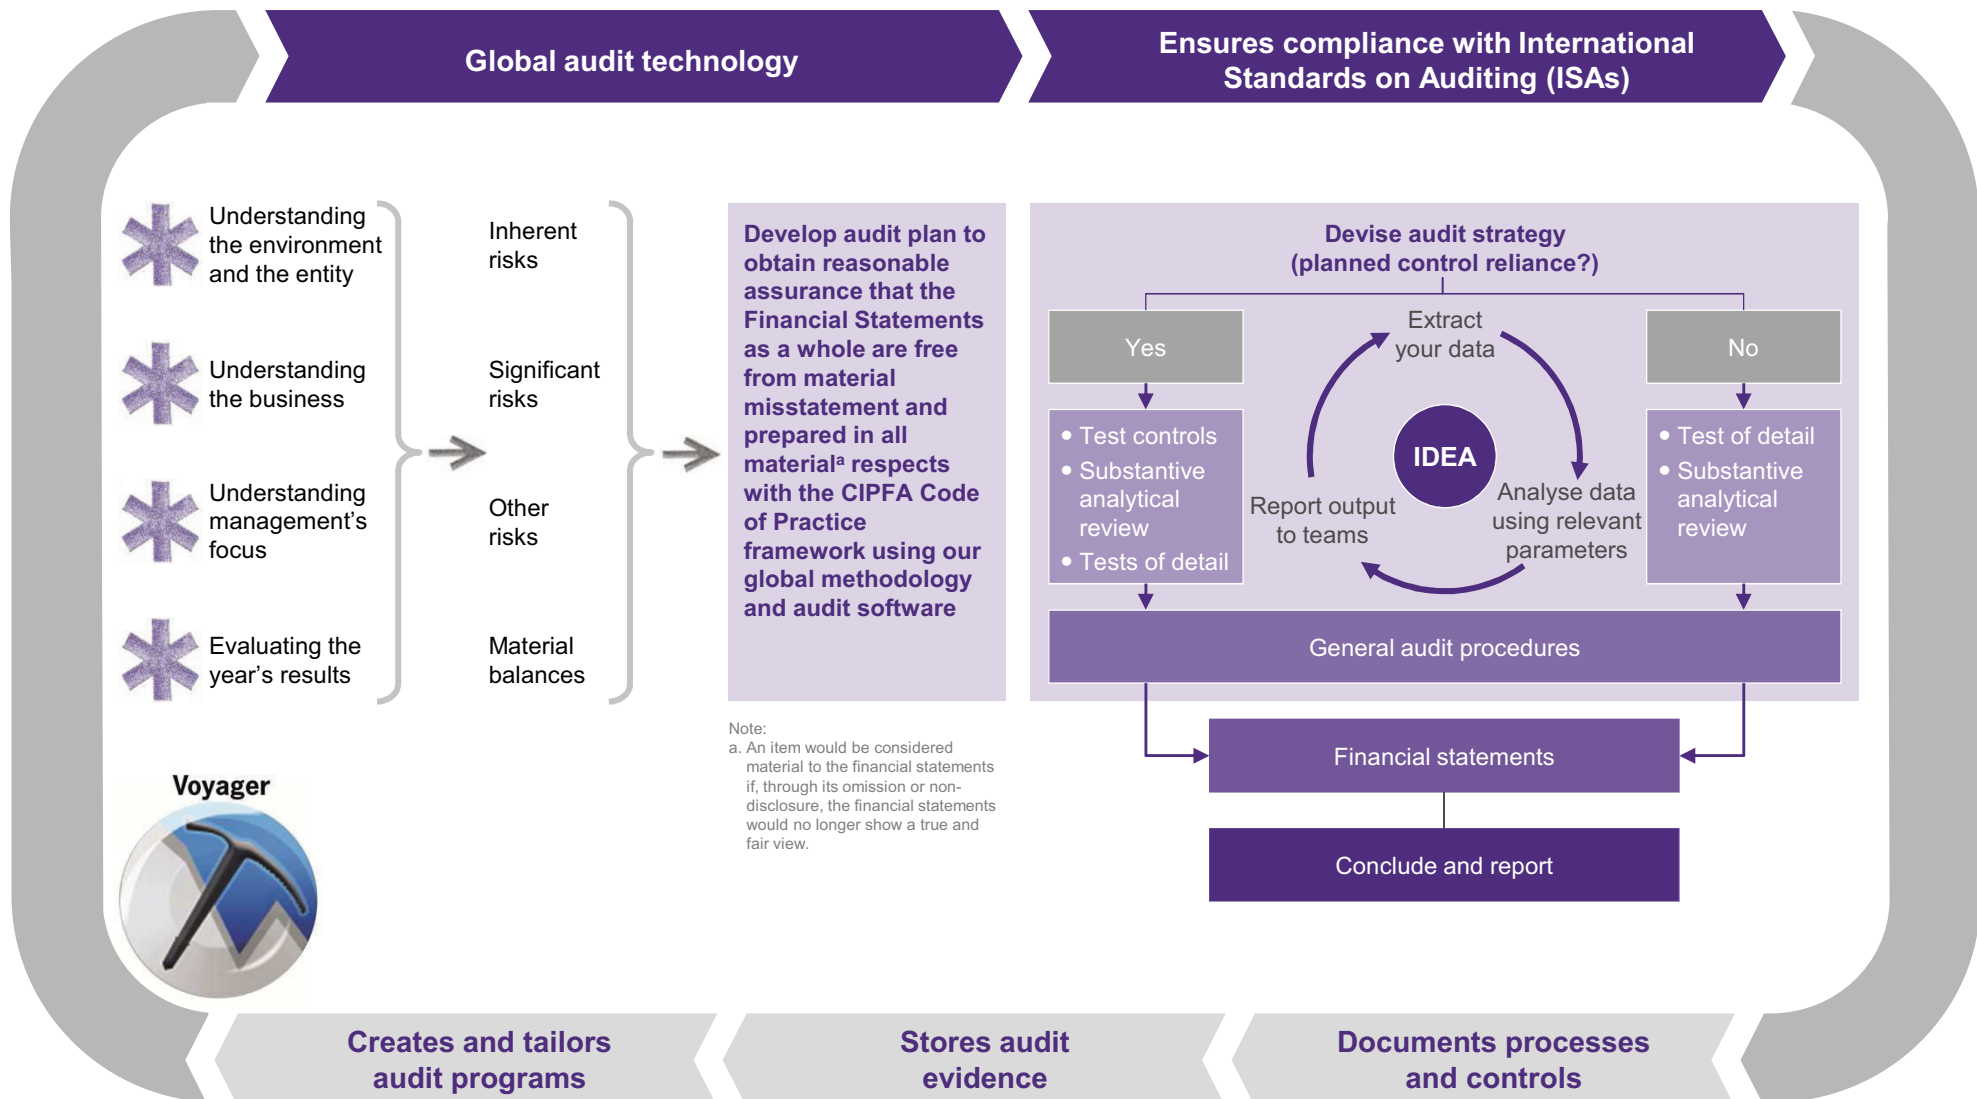 Global audit technology
Ensures compliance with International
Standards on Auditing (ISAs)
Understanding
the environment
and the entity
Understanding
the business
Understanding
management’s
focus
Evaluating the
year’s results
Inherent
risks
Significant
risks
Other
risks
Material
balances
Develop audit plan to
obtain reasonable
assurance that the
Financial Statements
as a whole are free
from material
misstatement and
prepared in all
materialᵃ respects
with the CIPFA Code
of Practice
framework using our
global methodology
and audit software
Note:
a. An item would be considered
material to the financial statements
if, through its omission or non-
disclosure, the financial statements
would no longer show a true and
fair view.
Devise audit strategy
(planned control reliance?)
Yes
• Test controls
• Substantive
analytical
review
• Tests of detail
Extract
your data
IDEA
Analyse data
using relevant
parameters
Report output
to teams
No
• Test of detail
• Substantive
analytical
review
General audit procedures
Financial statements
Conclude and report
Voyager
Creates and tailors
audit programs
Stores audit
evidence
Documents processes
and controls